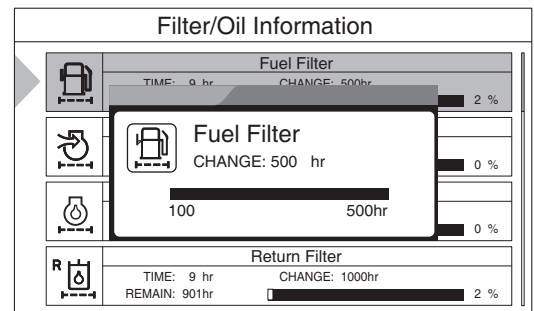 Filter/Oil Information
Fuel Filter
TIME: 9 hr CHANGE: 500hr
2 %
Fuel Filter
CHANGE: 500 hr
0 %
100 500hr
0 %
R
Return Filter
TIME: 9 hr CHANGE: 1000hr
REMAIN: 901hr 2 %